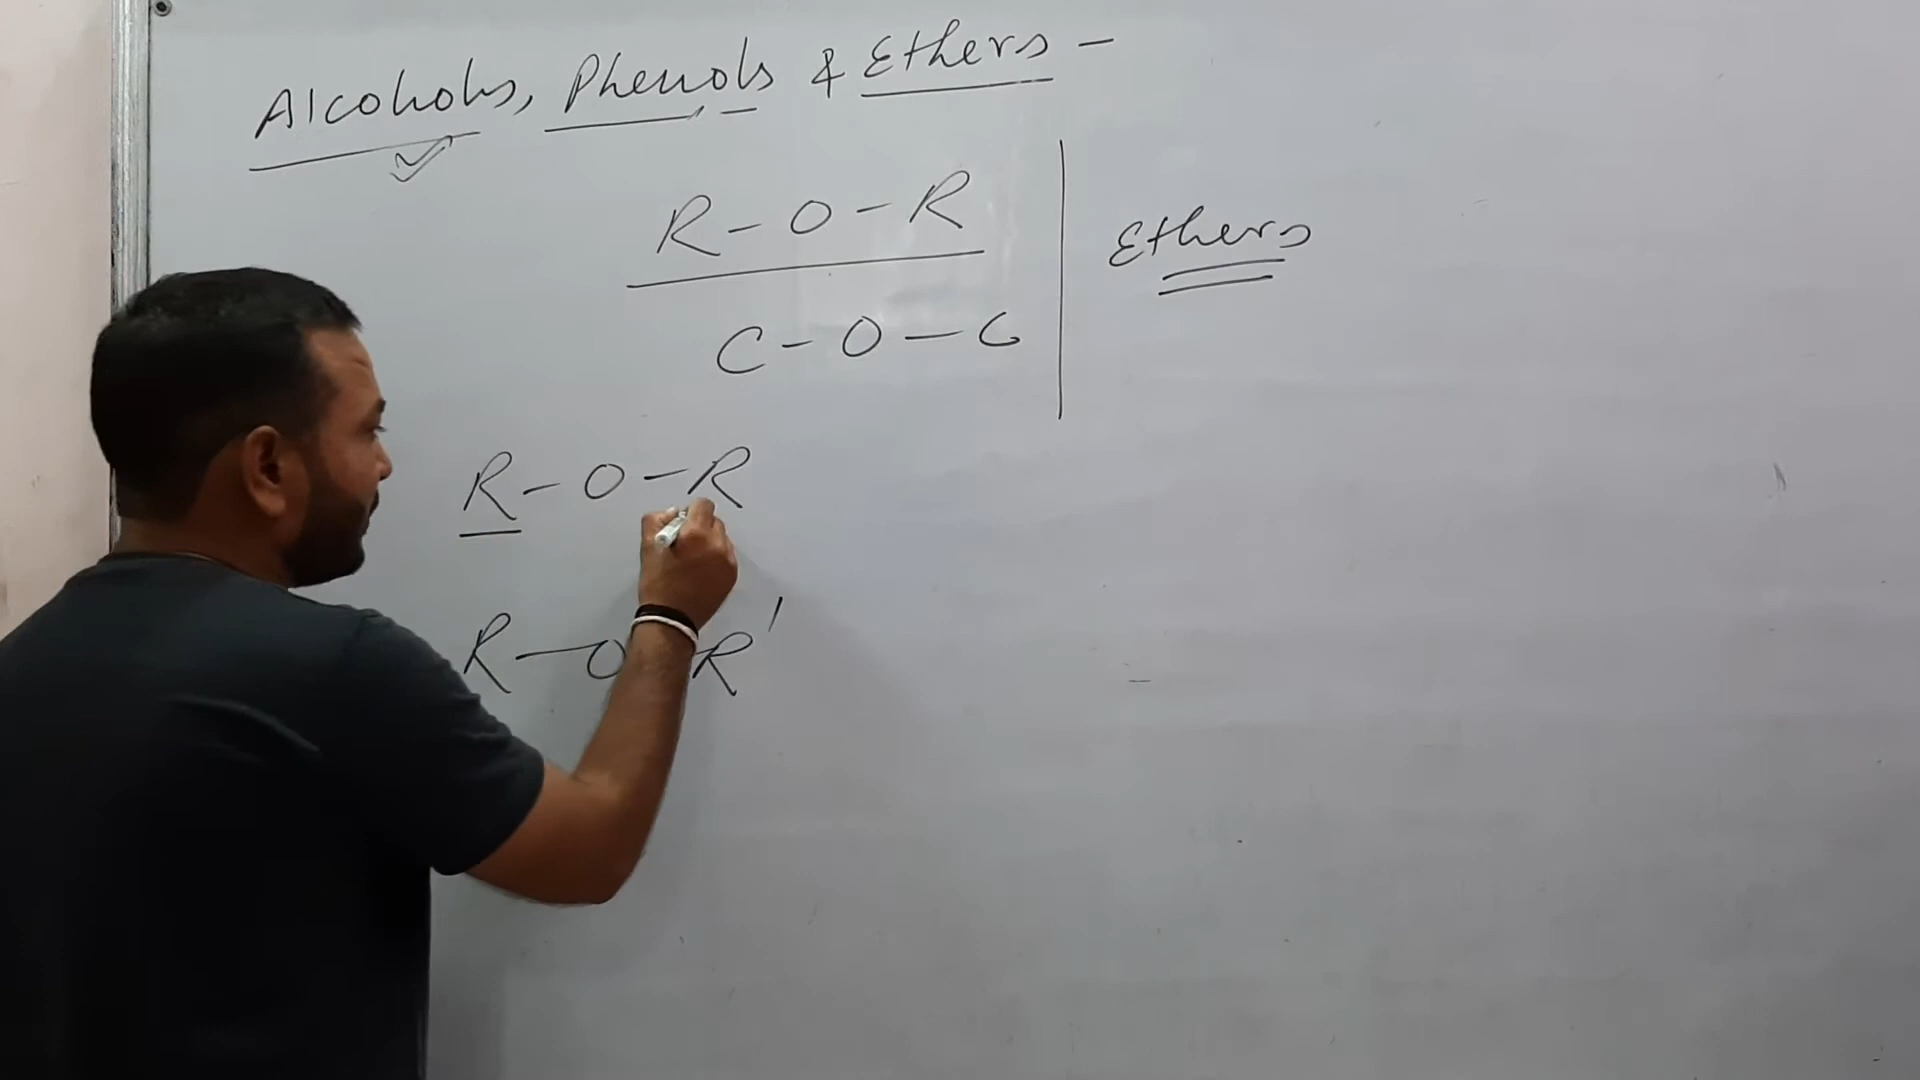 Alcohols, Phenols & Ethers -
R-O-R
Ethers
C-O-C
R-O-R
R-O-R'